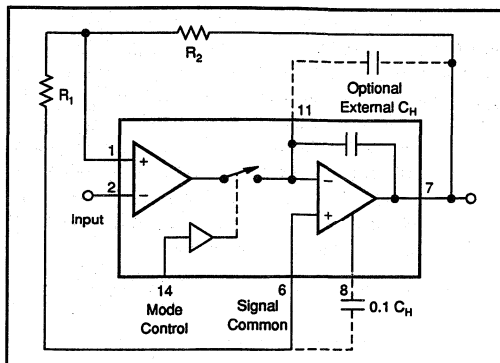 R2
R1
Optional
External CH
11
1
+
2
−
Input
−
+
7
14
6
8
0.1 CH
Mode
Control
Signal
Common